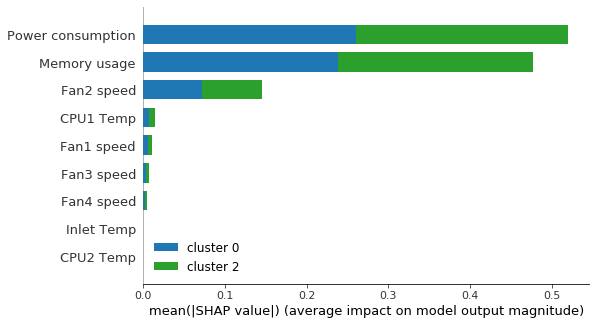 Power consumption
Memory usage
Fan2 speed
CPU1 Temp
Fan1 speed
Fan3 speed
Fan4 speed
Inlet Temp
CPU2 Temp
cluster 0
cluster 2
0.0 0.1 0.2 0.3 0.4 0.5
mean(|SHAP value|) (average impact on model output magnitude)